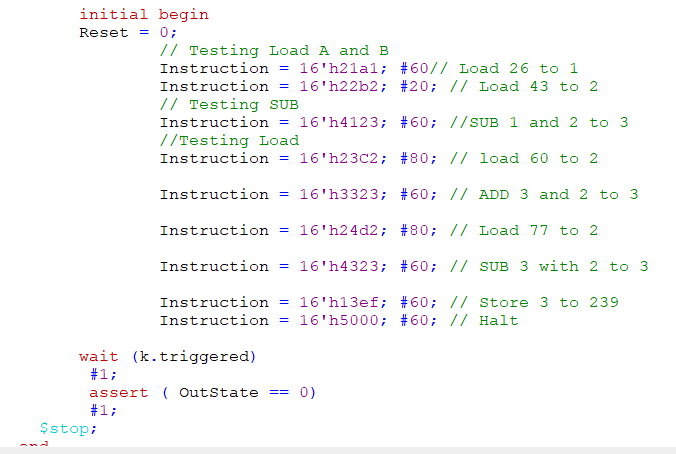 initial begin
Reset = 0;
// Testing Load A and B
Instruction = 16'h21a1; #60// Load 26 to 1
Instruction = 16'h22b2; #20; // Load 43 to 2
// Testing SUB
Instruction = 16'h4123; #60; //SUB 1 and 2 to 3
//Testing Load
Instruction = 16'h23C2; #80; // load 60 to 2
Instruction = 16'h3323; #60; // ADD 3 and 2 to 3
Instruction = 16'h24d2; #80; // Load 77 to 2
Instruction = 16'h4323; #60; // SUB 3 with 2 to 3
Instruction = 16'h13ef; #60; // Store 3 to 239
Instruction = 16'h5000; #60; // Halt
wait (k.triggered)
#1;
assert ( OutState == 0)
#1;
$stop;